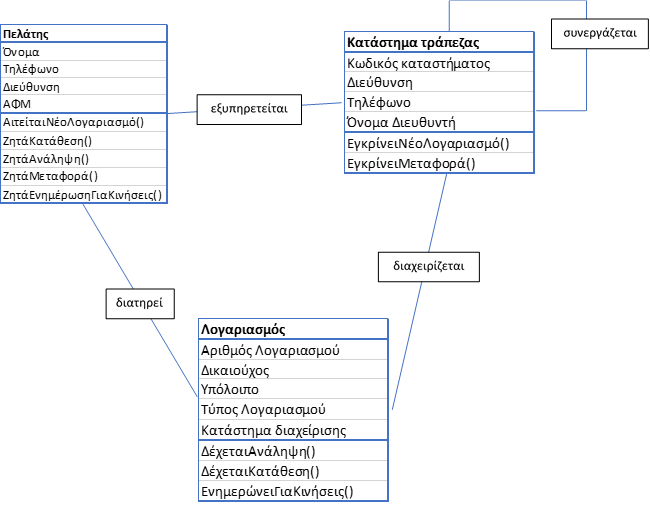 Πελάτης
Όνομα
Τηλέφωνο
Διεύθυνση
ΑΦΜ
ΑιτείταιΝέοΛογαριασμό()
ΖητάΚατάθεση()
ΖητάΑνάληψη()
ΖητάΜεταφορά()
ΖητάΕνημέρωσηΓιαΚινήσεις()
εξυπηρετείται
Κατάστημα τράπεζας
Κωδικός καταστήματος
Διεύθυνση
Τηλέφωνο
Όνομα Διευθυντή
ΕγκρίνειΝέοΛογαριασμό()
ΕγκρίνειΜεταφορά()
συνεργάζεται
διαχειρίζεται
διατηρεί
Λογαριασμός
Αριθμός Λογαριασμού
Δικαιούχος
Υπόλοιπο
Τύπος Λογαριασμού
Κατάστημα διαχείρισης
ΔέχεταιΑνάληψη()
ΔέχεταιΚατάθεση()
ΕνημερώνειΓιαΚινήσεις()